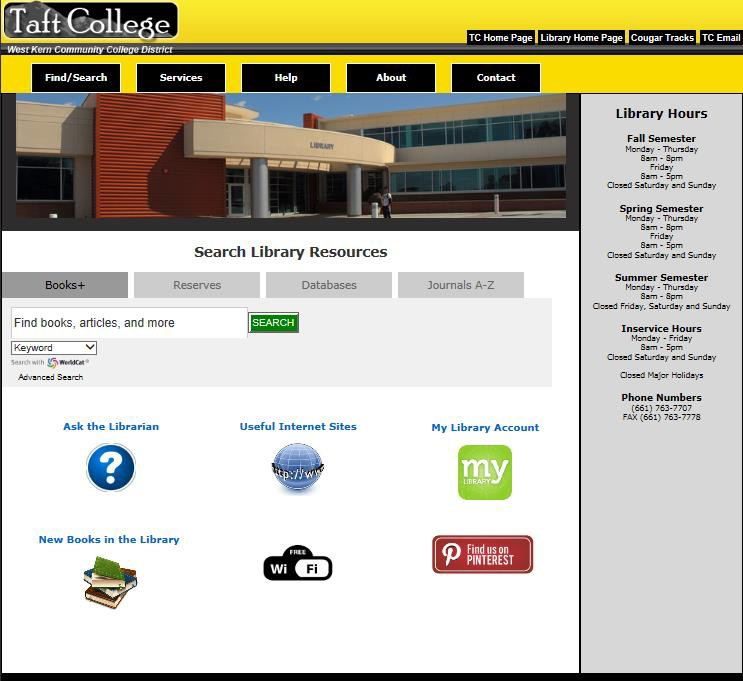 Taft College
West Kern Community College District
TC Home Page
Library Home Page
Cougar Tracks
TC Email
Find/Search
Services
Help
About
Contact
LIBRARY
Search Library Resources
Books+
Reserves
Databases
Journals A-Z
Find books, articles, and more
SEARCH
Keyword
Search with WorldCat®
Advanced Search
Ask the Librarian
Useful Internet Sites
My Library Account
?
ttp://ww
my
LIBRARY
New Books in the Library
FREE
Wi Fi
Find us on
PINTEREST
Library Hours
Fall Semester
Monday - Thursday
8am - 8pm
Friday
8am - 5pm
Closed Saturday and Sunday
Spring Semester
Monday - Thursday
8am - 8pm
Friday
8am - 5pm
Closed Saturday and Sunday
Summer Semester
Monday - Thursday
8am - 8pm
Closed Friday, Saturday and Sunday
Inservice Hours
Monday - Friday
8am - 5pm
Closed Saturday and Sunday
Closed Major Holidays
Phone Numbers
(661) 763-7707
FAX (661) 763-7778